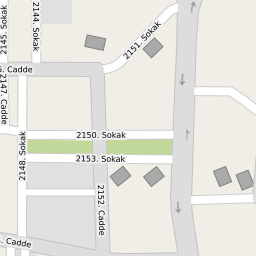 2145. Sokak
2144. Sokak
2151. Sokak
. Cadde
2147. Cadde
2148. Sokak
2150. Sokak
2153. Sokak
2152. Cadde
. Cadde